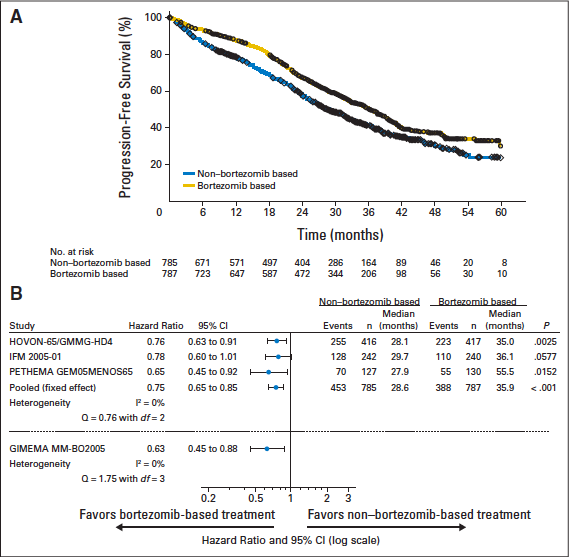 A
Progression-Free Survival (%)
100
80
60
40
20
Non–bortezomib based
Bortezomib based
0 6 12 18 24 30 36 42 48 54 60
Time (months)
No. at risk
Non–bortezomib based 785 671 571 497 404 286 164 89 46 20 8
Bortezomib based 787 723 647 587 472 344 206 98 56 30 10
B
Non–bortezomib based Bortezomib based
Median Median
Study Hazard Ratio 95% CI Events n (months) Events n (months) P
HOVON-65/GMMG-HD4 0.76 0.63 to 0.91 255 416 28.1 223 417 35.0 .0025
IFM 2005-01 0.78 0.60 to 1.01 128 242 29.7 110 240 36.1 .0577
PETHEMA GEM05MENOS65 0.65 0.45 to 0.92 70 127 27.9 55 130 55.5 .0152
Pooled (fixed effect) 0.75 0.65 to 0.85 453 785 28.6 388 787 35.9 < .001
Heterogeneity I² = 0%
Q = 0.76 with df = 2
GIMEMA MM-BO2005 0.63 0.45 to 0.88
Heterogeneity I² = 0%
Q = 1.75 with df = 3
0.2 0.5 1 2 3
Favors bortezomib-based treatment Favors non–bortezomib-based treatment
Hazard Ratio and 95% CI (log scale)